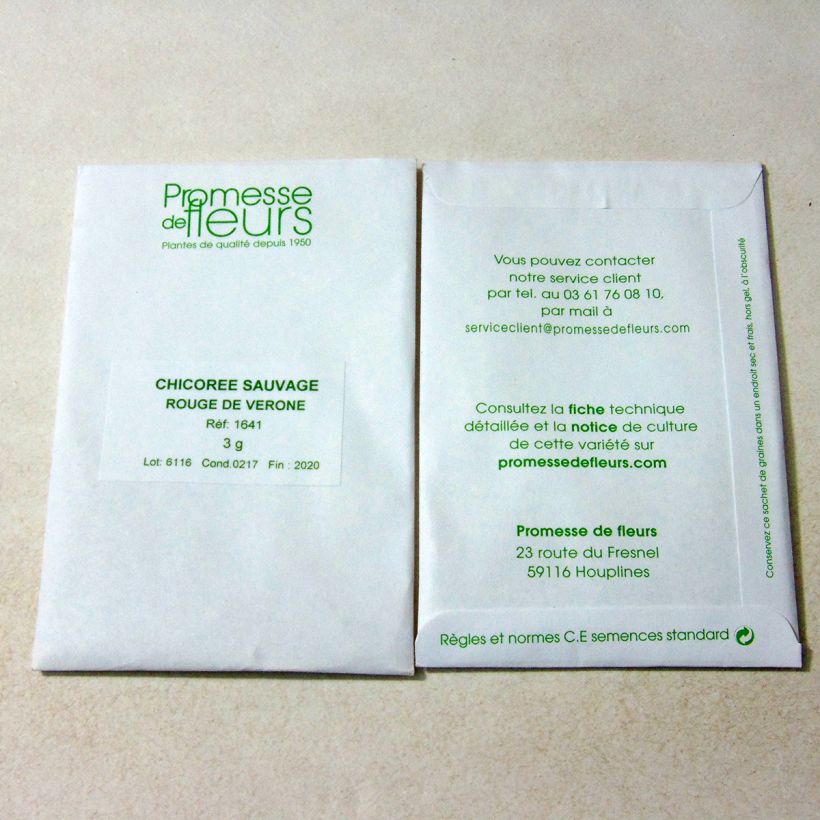 Promesse
de fleurs
Plantes de qualité depuis 1950
CHICOREE SAUVAGE
ROUGE DE VERONE
Réf: 1641
3 g
Lot: 6116 Cond.0217 Fin : 2020
Vous pouvez contacter
notre service client
par tel. au 03 61 76 08 10,
par mail à
serviceclient@promessedefleurs.com
Consultez la fiche technique
détaillée et la notice de culture
de cette variété sur
promessedefleurs.com
Promesse de fleurs
23 route du Fresnel
59116 Houplines
Règles et normes C.E semences standard
Conservez ce sachet de graines dans un endroit sec et frais, hors gel, à l'obscurité